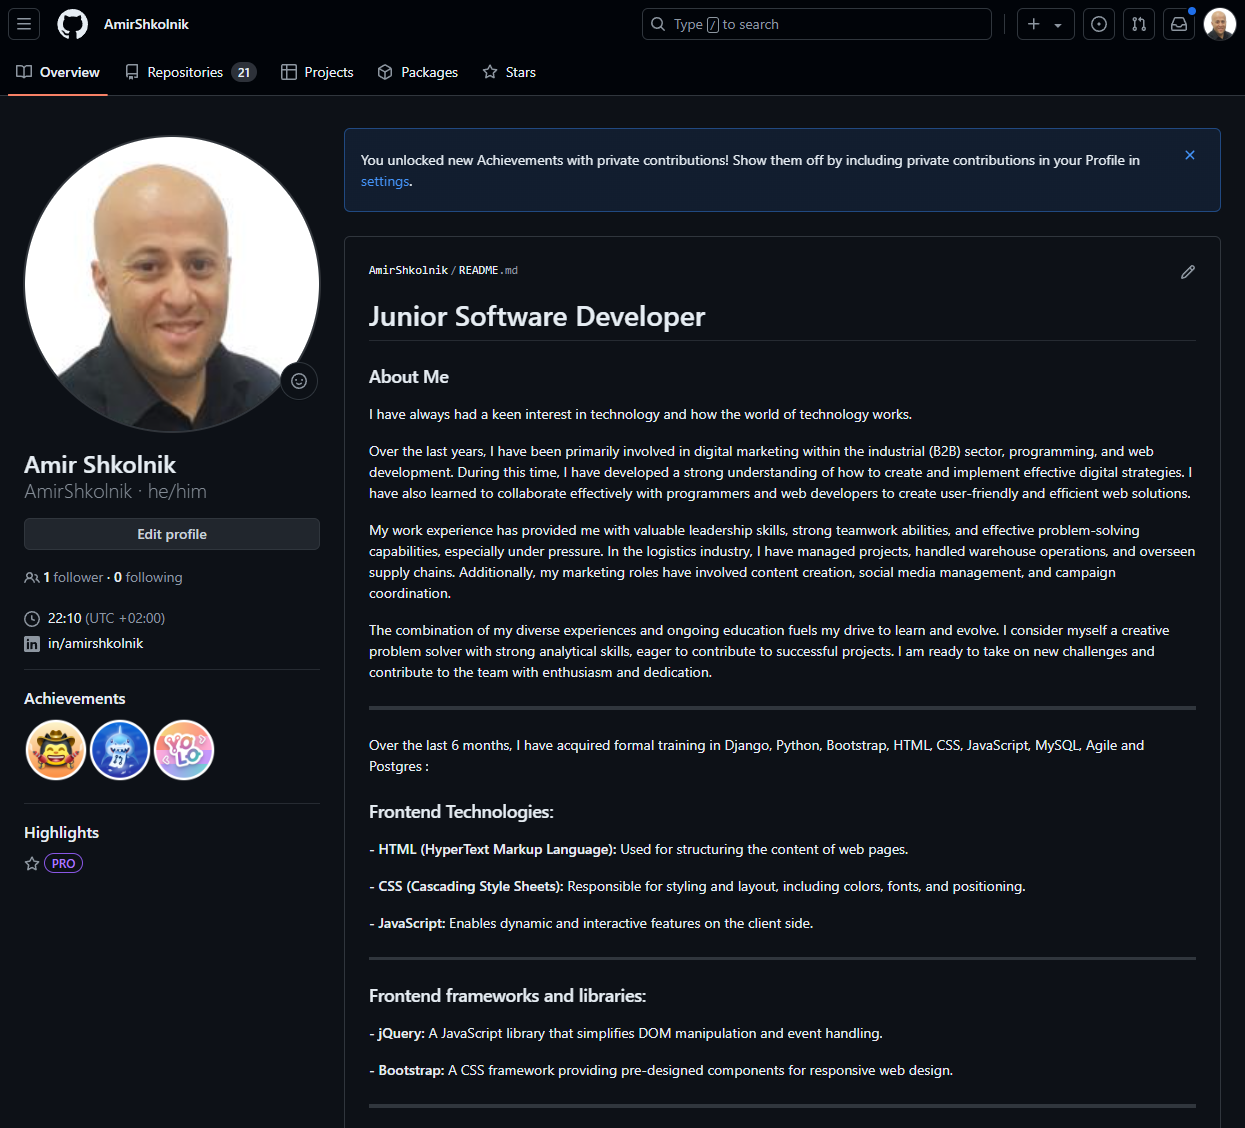 AmirShkolnik
Type / to search
Overview
Repositories 21
Projects
Packages
Stars
You unlocked new Achievements with private contributions! Show them off by including private contributions in your Profile in
settings.
AmirShkolnik / README.md
Junior Software Developer
About Me
I have always had a keen interest in technology and how the world of technology works.
Over the last years, I have been primarily involved in digital marketing within the industrial (B2B) sector, programming, and web
development. During this time, I have developed a strong understanding of how to create and implement effective digital strategies. I
have also learned to collaborate effectively with programmers and web developers to create user-friendly and efficient web solutions.
My work experience has provided me with valuable leadership skills, strong teamwork abilities, and effective problem-solving
capabilities, especially under pressure. In the logistics industry, I have managed projects, handled warehouse operations, and overseen
supply chains. Additionally, my marketing roles have involved content creation, social media management, and campaign
coordination.
The combination of my diverse experiences and ongoing education fuels my drive to learn and evolve. I consider myself a creative
problem solver with strong analytical skills, eager to contribute to successful projects. I am ready to take on new challenges and
contribute to the team with enthusiasm and dedication.
Over the last 6 months, I have acquired formal training in Django, Python, Bootstrap, HTML, CSS, JavaScript, MySQL, Agile and
Postgres :
Frontend Technologies:
- HTML (HyperText Markup Language): Used for structuring the content of web pages.
- CSS (Cascading Style Sheets): Responsible for styling and layout, including colors, fonts, and positioning.
- JavaScript: Enables dynamic and interactive features on the client side.
Frontend frameworks and libraries:
- jQuery: A JavaScript library that simplifies DOM manipulation and event handling.
- Bootstrap: A CSS framework providing pre-designed components for responsive web design.
Amir Shkolnik
AmirShkolnik · he/him
Edit profile
1 follower · 0 following
22:10 (UTC +02:00)
in/amirshkolnik
Achievements
YOLO
Highlights
PRO